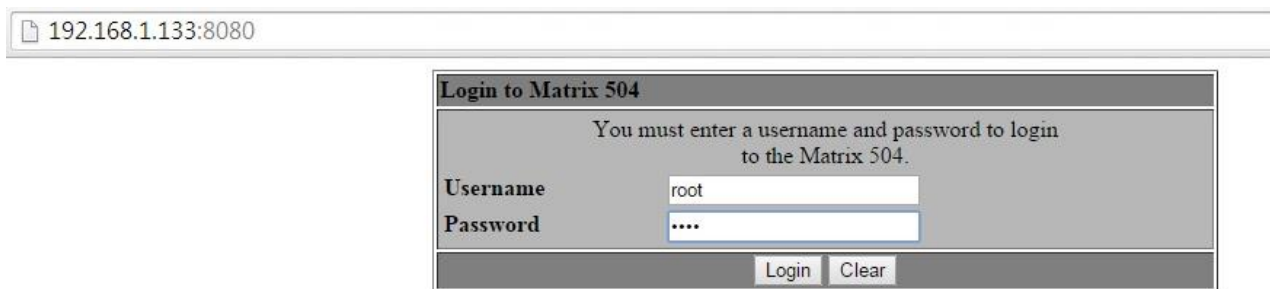 192.168.1.133:8080
Login to Matrix 504
You must enter a username and password to login
to the Matrix 504.
Username root
Password ••••
Login Clear